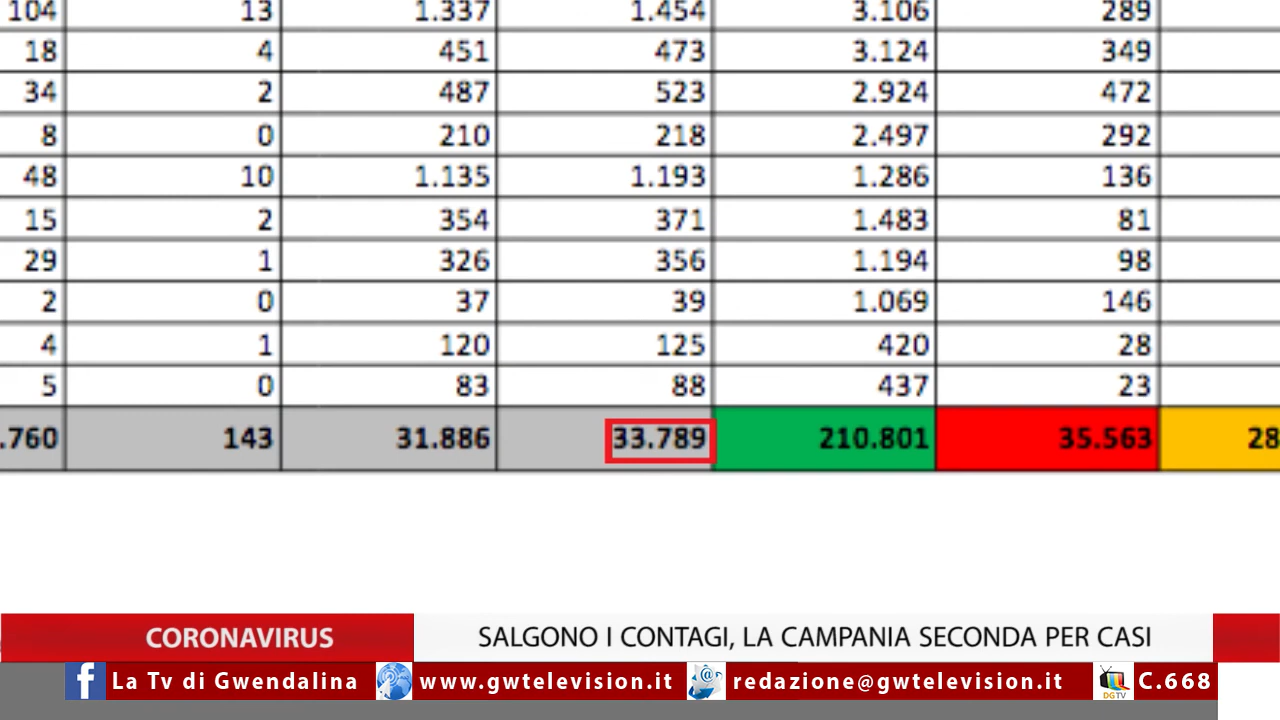 104 13 1.337 1.454 3.106 289
18 4 451 473 3.124 349
34 2 487 523 2.924 472
8 0 210 218 2.497 292
48 10 1.135 1.193 1.286 136
15 2 354 371 1.483 81
29 1 326 356 1.194 98
2 0 37 39 1.069 146
4 1 120 125 420 28
5 0 83 88 437 23
.760 143 31.886 33.789 210.801 35.563 28
CORONAVIRUS SALGONO I CONTAGI, LA CAMPANIA SECONDA PER CASI
La Tv di Gwendalina www.gwtelevision.it redazione@gwtelevision.it DGTV C.668